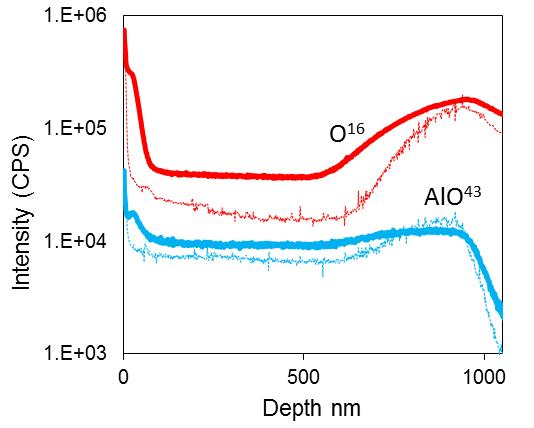 1.E+06
1.E+05
1.E+04
1.E+03
Intensity (CPS)
O¹⁶
AlO⁴³
0 500 1000
Depth nm